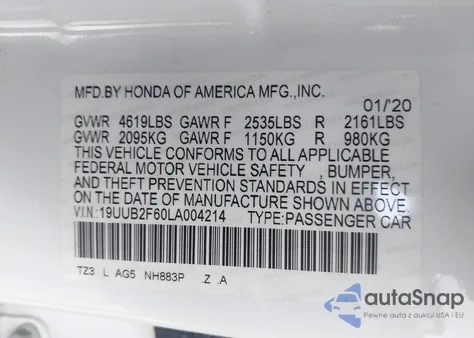 MFD.BY HONDA OF AMERICA MFG.,INC.
01/20
GVWR 4619LBS GAWR F 2535LBS R 2161LBS
GVWR 2095KG GAWR F 1150KG R 980KG
THIS VEHICLE CONFORMS TO ALL APPLICABLE
FEDERAL MOTOR VEHICLE SAFETY , BUMPER,
AND THEFT PREVENTION STANDARDS IN EFFECT
ON THE DATE OF MANUFACTURE SHOWN ABOVE.
V.I.N:19UUB2F60LA004214 TYPE:PASSENGER CAR
TZ3 L AG5 NH883P .Z .A
autoSnap
Pewne auta z USA i EU